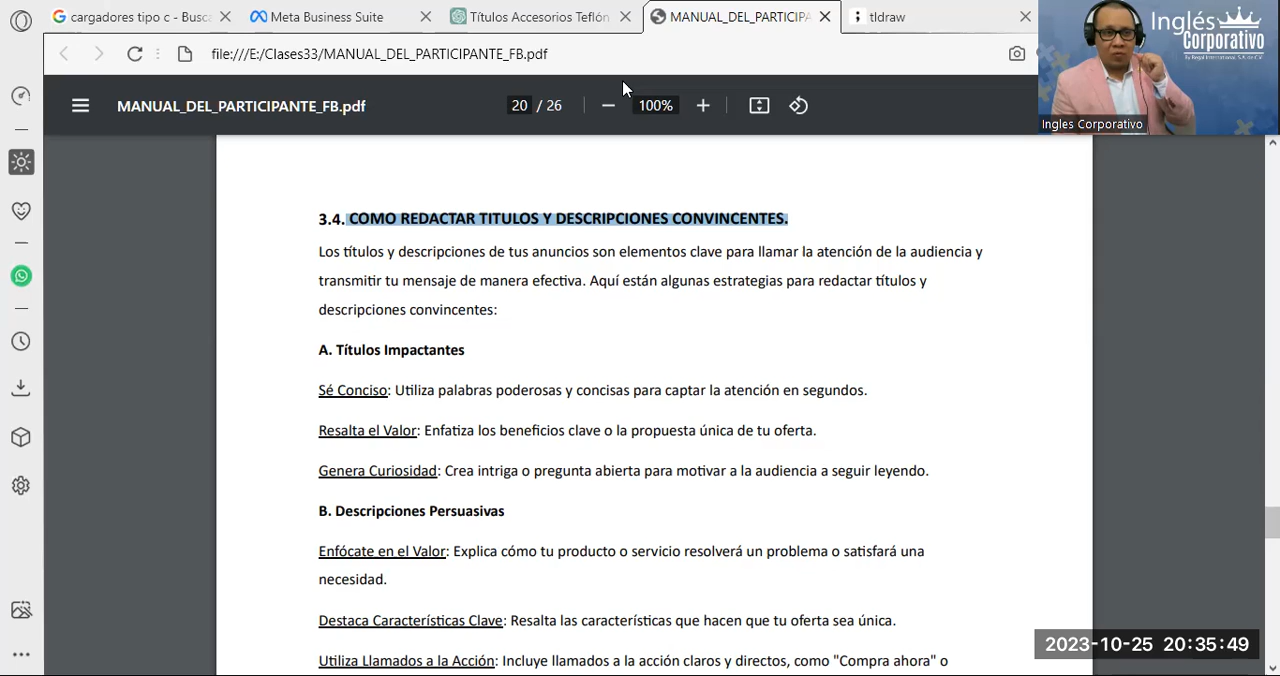 cargadores tipo c - Busca
Meta Business Suite
Títulos Accesorios Teflón
MANUAL_DEL_PARTICIPA
tldraw
file:///E:/Clases33/MANUAL_DEL_PARTICIPANTE_FB.pdf
Inglés
Corporativo
By Regal International, S.A. de C.V.
Ingles Corporativo
MANUAL_DEL_PARTICIPANTE_FB.pdf
20 / 26
100%
3.4. COMO REDACTAR TITULOS Y DESCRIPCIONES CONVINCENTES.
Los títulos y descripciones de tus anuncios son elementos clave para llamar la atención de la audiencia y
transmitir tu mensaje de manera efectiva. Aquí están algunas estrategias para redactar títulos y
descripciones convincentes:
A. Títulos Impactantes
Sé Conciso: Utiliza palabras poderosas y concisas para captar la atención en segundos.
Resalta el Valor: Enfatiza los beneficios clave o la propuesta única de tu oferta.
Genera Curiosidad: Crea intriga o pregunta abierta para motivar a la audiencia a seguir leyendo.
B. Descripciones Persuasivas
Enfócate en el Valor: Explica cómo tu producto o servicio resolverá un problema o satisfará una
necesidad.
Destaca Características Clave: Resalta las características que hacen que tu oferta sea única.
Utiliza Llamados a la Acción: Incluye llamados a la acción claros y directos, como "Compra ahora" o
2023-10-25 20:35:49